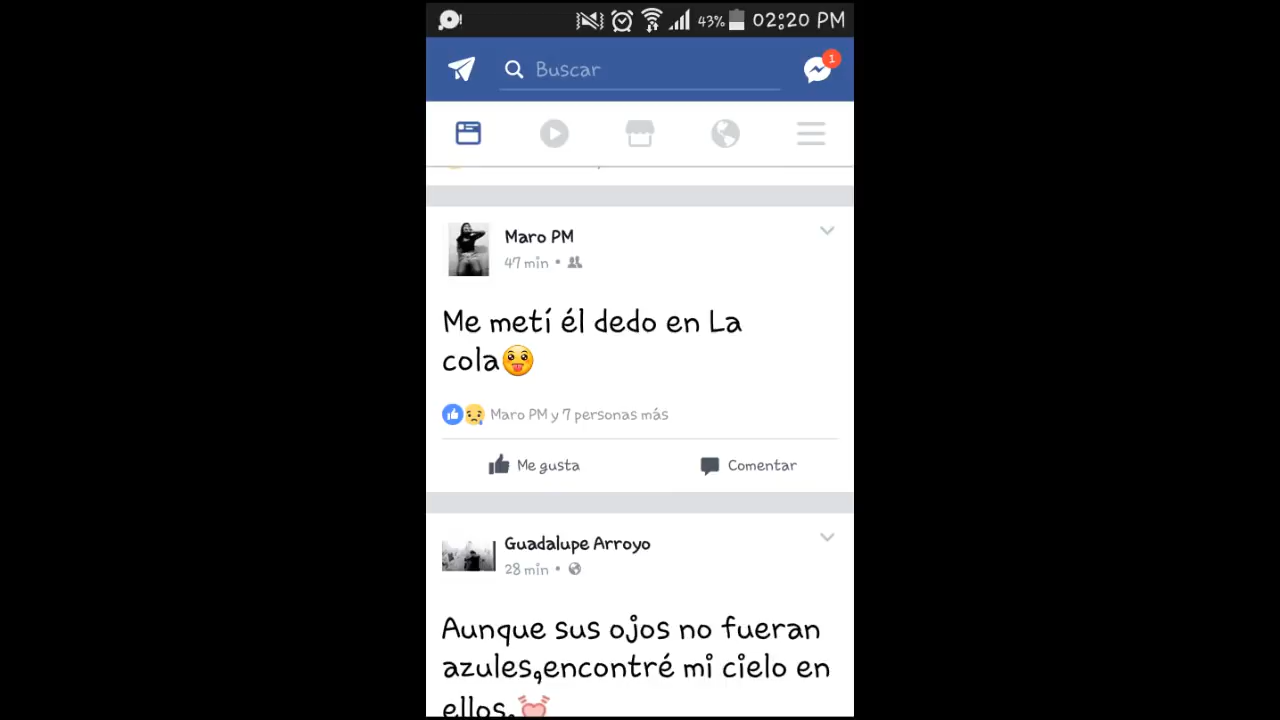 43% 02:20 PM
Buscar
1
Maro PM
47 min
Me metí él dedo en La
cola😝
Maro PM y 7 personas más
Me gusta Comentar
Guadalupe Arroyo
28 min
Aunque sus ojos no fueran
azules,encontré mi cielo en
ellos.💓